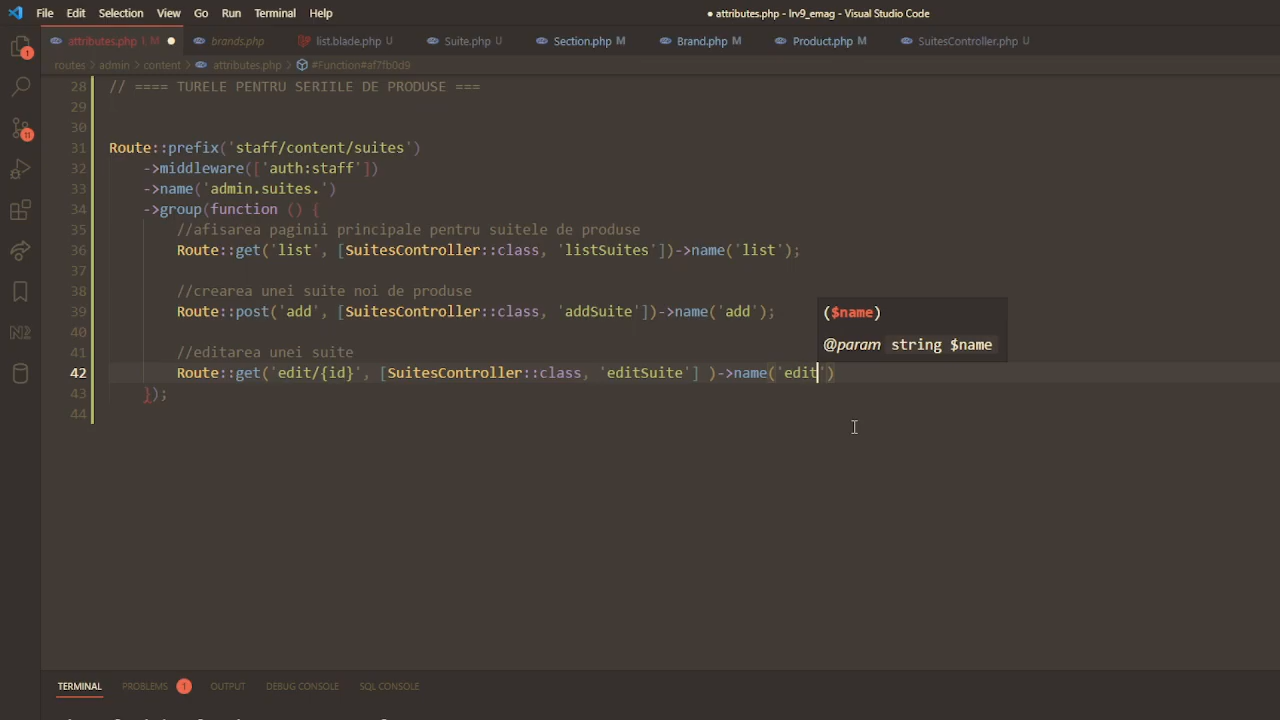 File Edit Selection View Go Run Terminal Help
● attributes.php - lrv9_emag - Visual Studio Code
attributes.php ! M ● brands.php list.blade.php U Suite.php U Section.php M Brand.php M Product.php M SuitesController.php U
routes > admin > content > attributes.php > #Function#af7fb0d9
28 // ==== TURELE PENTRU SERIILE DE PRODUSE ===
29
30
31 Route::prefix('staff/content/suites')
32 ->middleware(['auth:staff'])
33 ->name('admin.suites.')
34 ->group(function () {
35 //afisarea paginii principale pentru suitele de produse
36 Route::get('list', [SuitesController::class, 'listSuites'])->name('list');
37
38 //crearea unei suite noi de produse
39 Route::post('add', [SuitesController::class, 'addSuite'])->name('add');
40
($name)
@param string $name
41 //editarea unei suite
42 Route::get('edit/{id}', [SuitesController::class, 'editSuite'] )->name('edit')
43 });
44
TERMINAL PROBLEMS 1 OUTPUT DEBUG CONSOLE SQL CONSOLE
1
11
N2